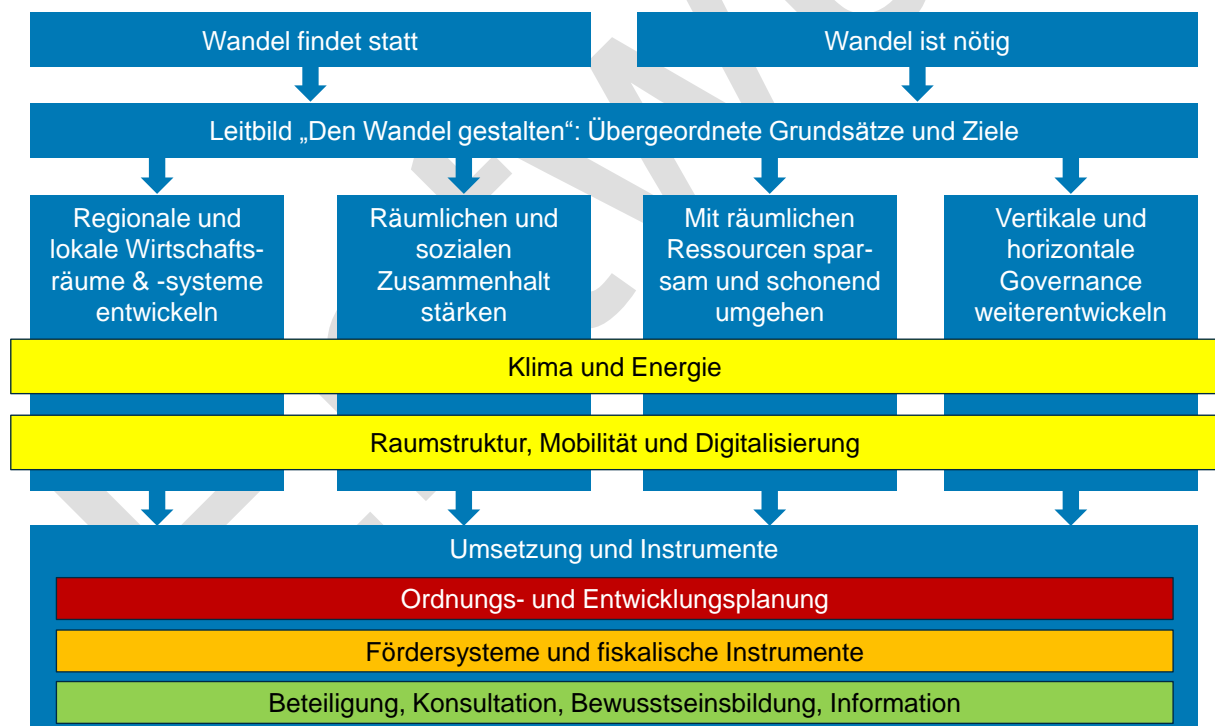 Wandel findet statt
Wandel ist nötig
Leitbild „Den Wandel gestalten“: Übergeordnete Grundsätze und Ziele
Regionale und
lokale Wirtschafts-
räume & -systeme
entwickeln
Räumlichen und
sozialen
Zusammenhalt
stärken
Mit räumlichen
Ressourcen spar-
sam und schonend
umgehen
Vertikale und
horizontale
Governance
weiterentwickeln
Klima und Energie
Raumstruktur, Mobilität und Digitalisierung
Umsetzung und Instrumente
Ordnungs- und Entwicklungsplanung
Fördersysteme und fiskalische Instrumente
Beteiligung, Konsultation, Bewusstseinsbildung, Information